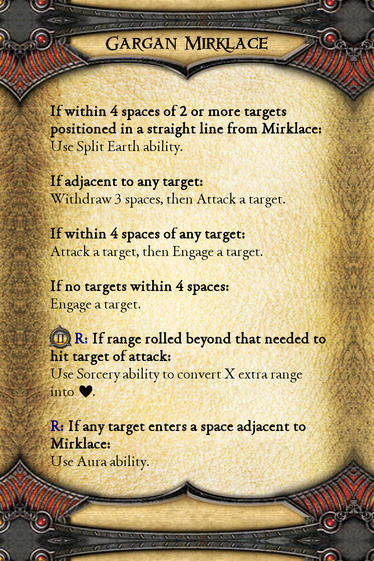 Gargan Mirklace
If within 4 spaces of 2 or more targets
positioned in a straight line from Mirklace:
Use Split Earth ability.
If adjacent to any target:
Withdraw 3 spaces, then Attack a target.
If within 4 spaces of any target:
Attack a target, then Engage a target.
If no targets within 4 spaces:
Engage a target.
II R: If range rolled beyond that needed to
hit target of attack:
Use Sorcery ability to convert X extra range
into ♥.
R: If any target enters a space adjacent to
Mirklace:
Use Aura ability.